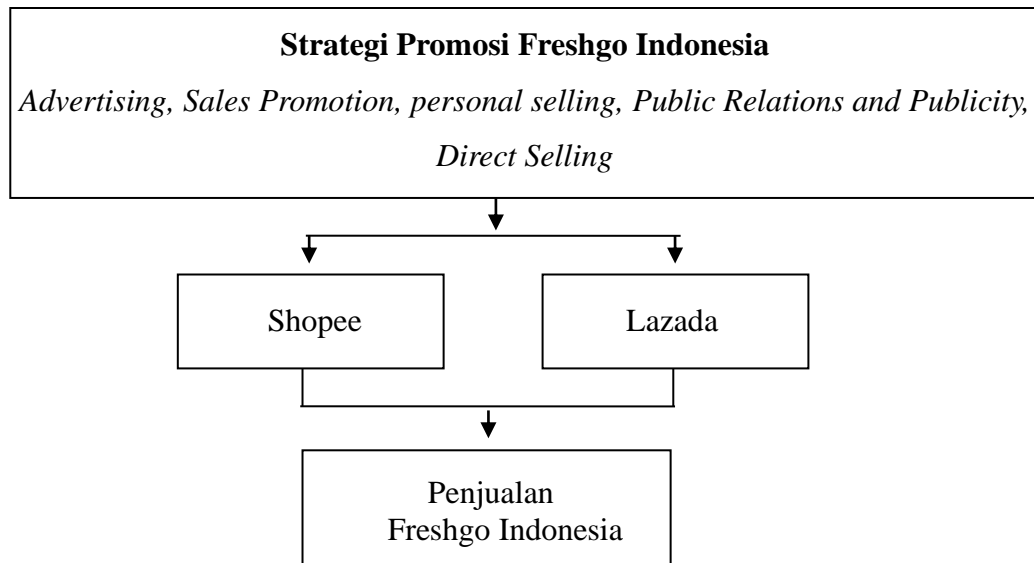 Strategi Promosi Freshgo Indonesia
Advertising, Sales Promotion, personal selling, Public Relations and Publicity,
Direct Selling
Shopee
Lazada
Penjualan
Freshgo Indonesia